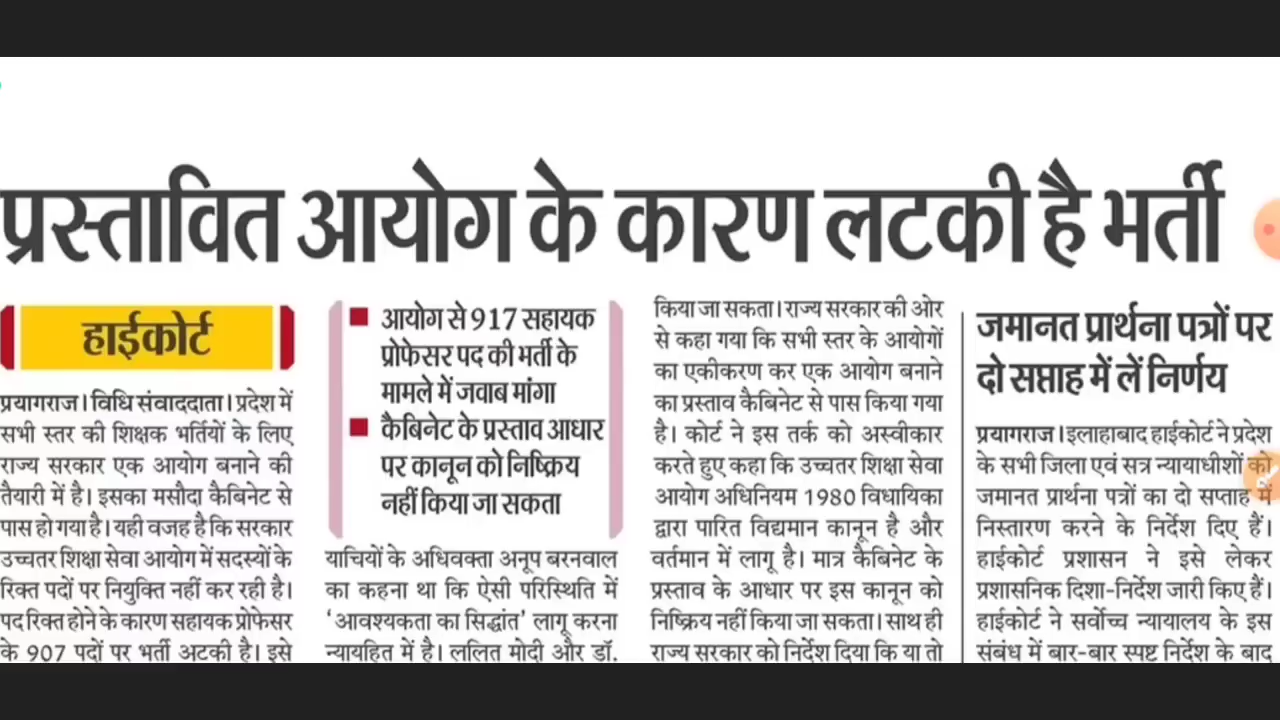 प्रस्तावित आयोग के कारण लटकी है भर्ती
हाईकोर्ट
प्रयागराज। विधि संवाददाता। प्रदेश में
सभी स्तर की शिक्षक भर्तियों के लिए
राज्य सरकार एक आयोग बनाने की
तैयारी में है। इसका मसौदा कैबिनेट से
पास हो गया है। यही वजह है कि सरकार
उच्चतर शिक्षा सेवा आयोग में सदस्यों के
रिक्त पदों पर नियुक्ति नहीं कर रही है।
पद रिक्त होने के कारण सहायक प्रोफेसर
के 907 पदों पर भर्ती अटकी है। इसे
आयोग से 917 सहायक
प्रोफेसर पद की भर्ती के
मामले में जवाब मांगा
कैबिनेट के प्रस्ताव आधार
पर कानून को निष्क्रिय
नहीं किया जा सकता
याचियों के अधिवक्ता अनूप बरनवाल
का कहना था कि ऐसी परिस्थिति में
‘आवश्यकता का सिद्धांत’ लागू करना
न्यायहित में है। ललित मोदी और डॉ.
किया जा सकता। राज्य सरकार की ओर
से कहा गया कि सभी स्तर के आयोगों
का एकीकरण कर एक आयोग बनाने
का प्रस्ताव कैबिनेट से पास किया गया
है। कोर्ट ने इस तर्क को अस्वीकार
करते हुए कहा कि उच्चतर शिक्षा सेवा
आयोग अधिनियम 1980 विधायिका
द्वारा पारित विद्यमान कानून है और
वर्तमान में लागू है। मात्र कैबिनेट के
प्रस्ताव के आधार पर इस कानून को
निष्क्रिय नहीं किया जा सकता। साथ ही
राज्य सरकार को निर्देश दिया कि या तो
जमानत प्रार्थना पत्रों पर
दो सप्ताह में लें निर्णय
प्रयागराज। इलाहाबाद हाईकोर्ट ने प्रदेश
के सभी जिला एवं सत्र न्यायाधीशों को
जमानत प्रार्थना पत्रों का दो सप्ताह में
निस्तारण करने के निर्देश दिए हैं।
हाईकोर्ट प्रशासन ने इसे लेकर
प्रशासनिक दिशा-निर्देश जारी किए हैं।
हाईकोर्ट ने सर्वोच्च न्यायालय के इस
संबंध में बार-बार स्पष्ट निर्देश के बाद